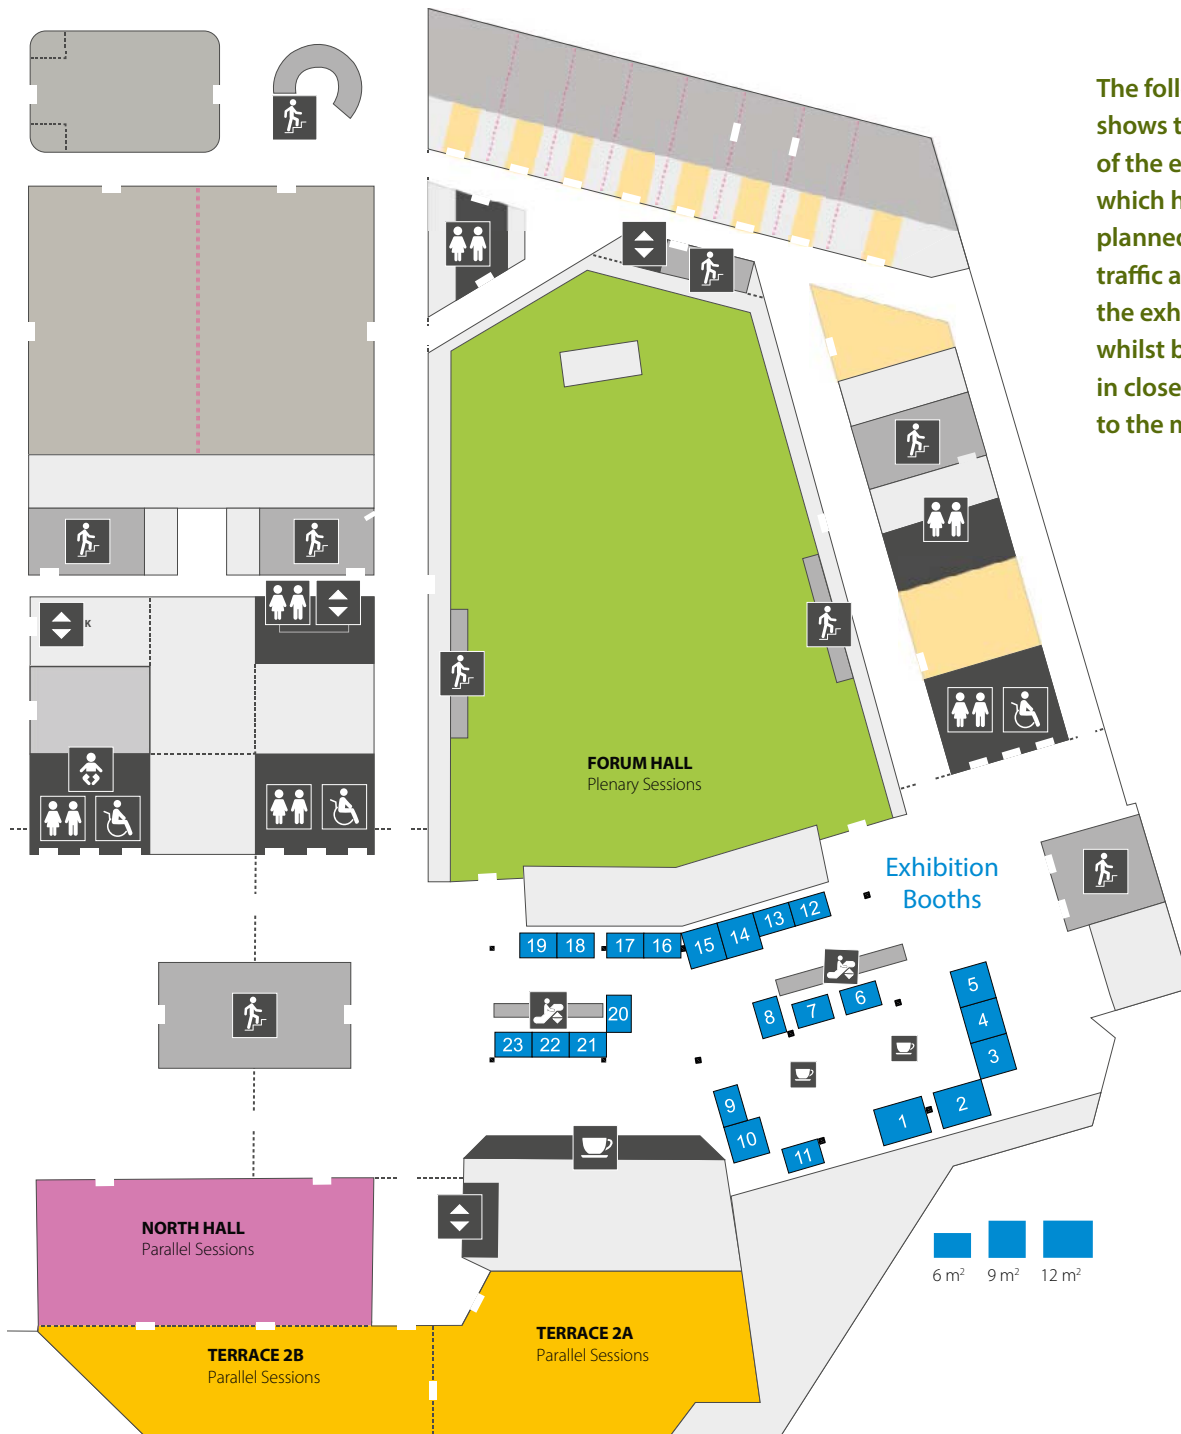 The foll
shows t
of the e
which h
planned
traffic a
the exh
whilst b
in close
to the m
K
FORUM HALL
Plenary Sessions
Exhibition
Booths
12
13
14
15
16
17
18
19
20
21
22
23
5
4
3
2
1
6
7
8
9
10
11
NORTH HALL
Parallel Sessions
TERRACE 2B
Parallel Sessions
TERRACE 2A
Parallel Sessions
6 m²
9 m²
12 m²